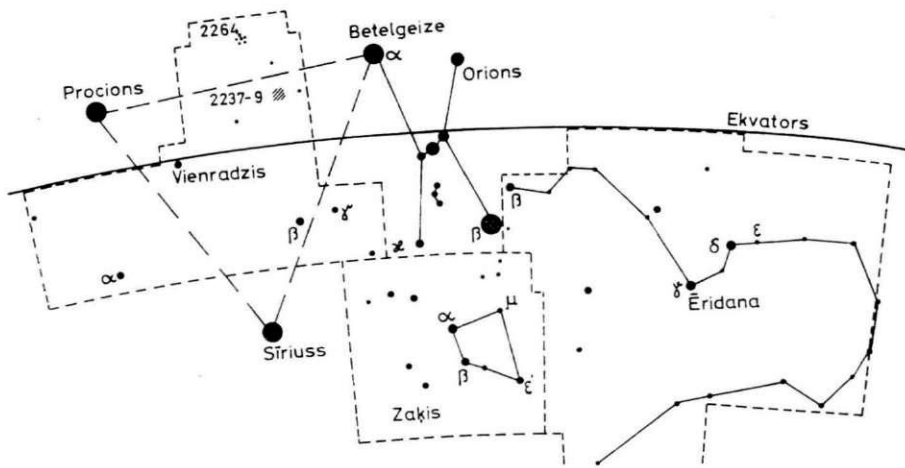 2264
Betelgeize
α
Orions
Procions
2237-9
Ekvators
Vienradzis
β
γ
ϰ
β
β
δ
ε
α
γ
Ēridana
α
μ
Sīriuss
β
ε
Zaķis